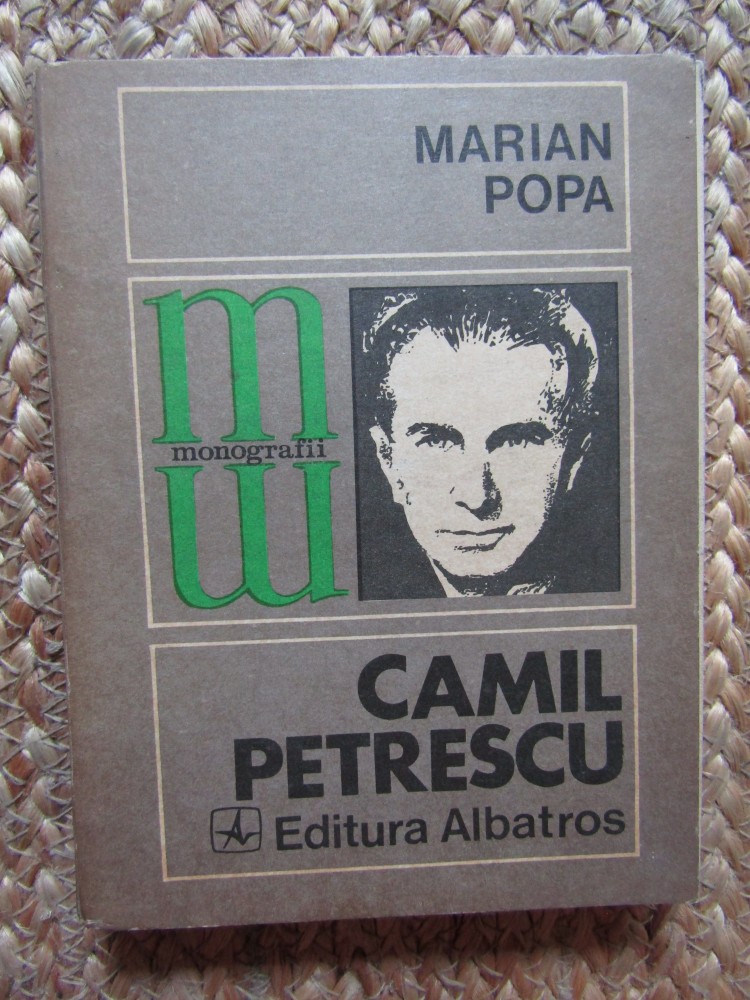 MARIAN
POPA
m
monografii
m
CAMIL
PETRESCU
Editura Albatros